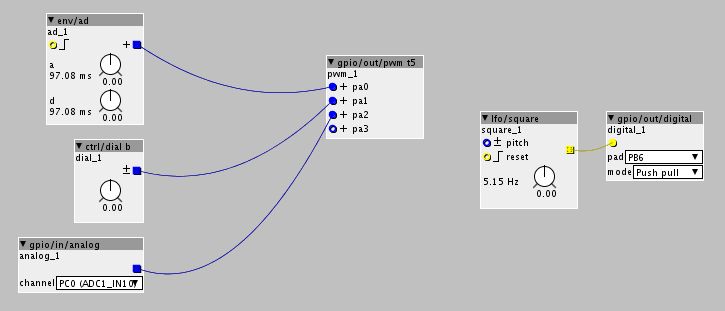 env/ad
ad_1
+
a
97.08 ms
0.00
d
97.08 ms
0.00
ctrl/dial b
dial_1
±
0.00
gpio/in/analog
analog_1
channel PC0 (ADC1_IN10)
gpio/out/pwm t5
pwm_1
+ pa0
+ pa1
+ pa2
+ pa3
lfo/square
square_1
± pitch
reset
5.15 Hz
0.00
gpio/out/digital
digital_1
pad PB6
mode Push pull